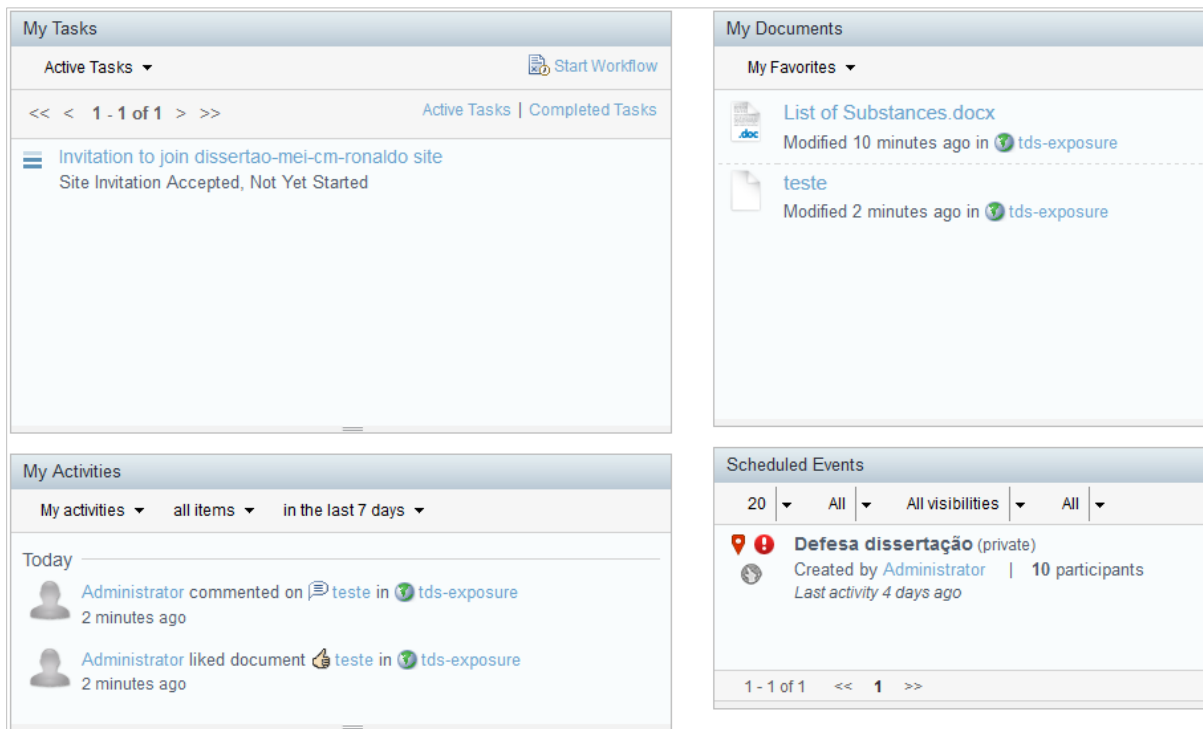 My Tasks
Active Tasks
Start Workflow
<< < 1 - 1 of 1 > >>
Active Tasks | Completed Tasks
Invitation to join dissertao-mei-cm-ronaldo site
Site Invitation Accepted, Not Yet Started
My Documents
My Favorites
.doc
List of Substances.docx
Modified 10 minutes ago in tds-exposure
teste
Modified 2 minutes ago in tds-exposure
My Activities
My activities all items in the last 7 days
Today
Administrator commented on teste in tds-exposure
2 minutes ago
Administrator liked document teste in tds-exposure
2 minutes ago
Scheduled Events
20 All All visibilities All
Defesa dissertação (private)
Created by Administrator | 10 participants
Last activity 4 days ago
1 - 1 of 1 << 1 >>